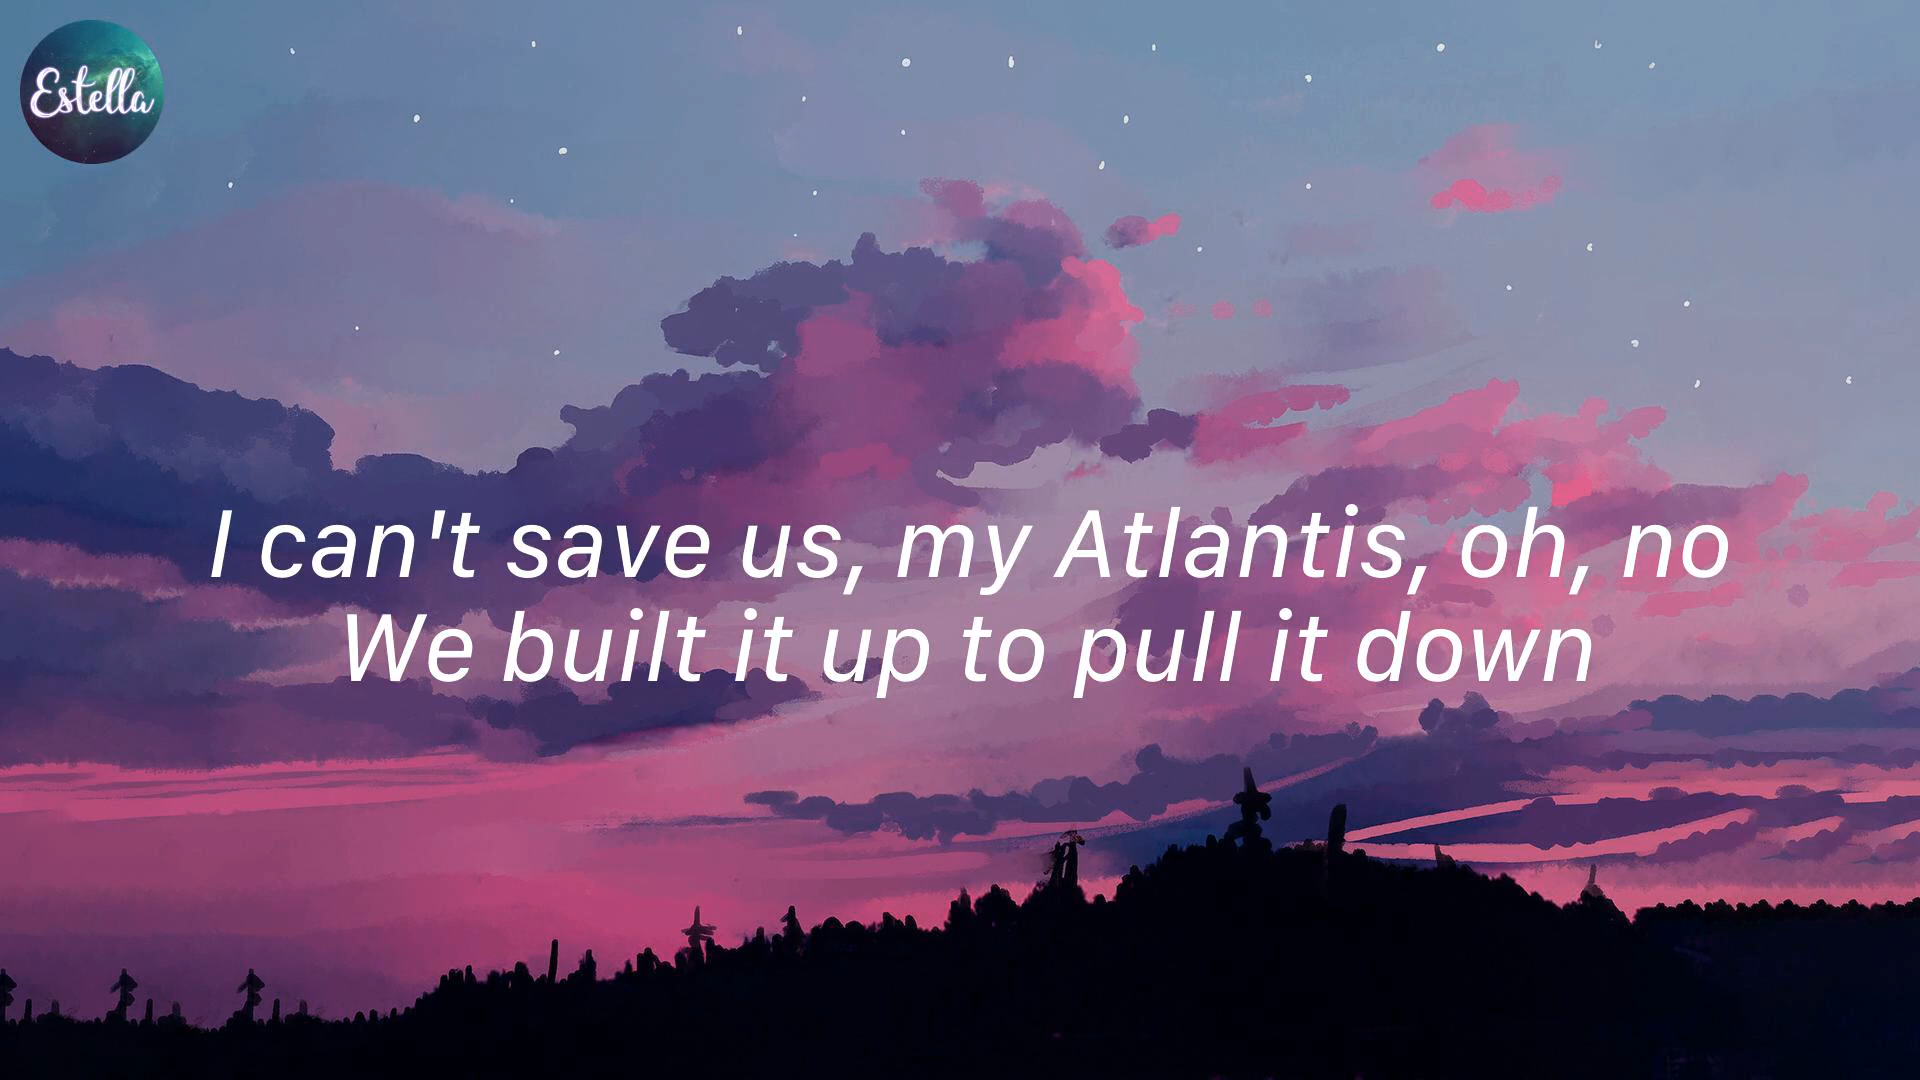 Estella
I can't save us, my Atlantis, oh, no
We built it up to pull it down